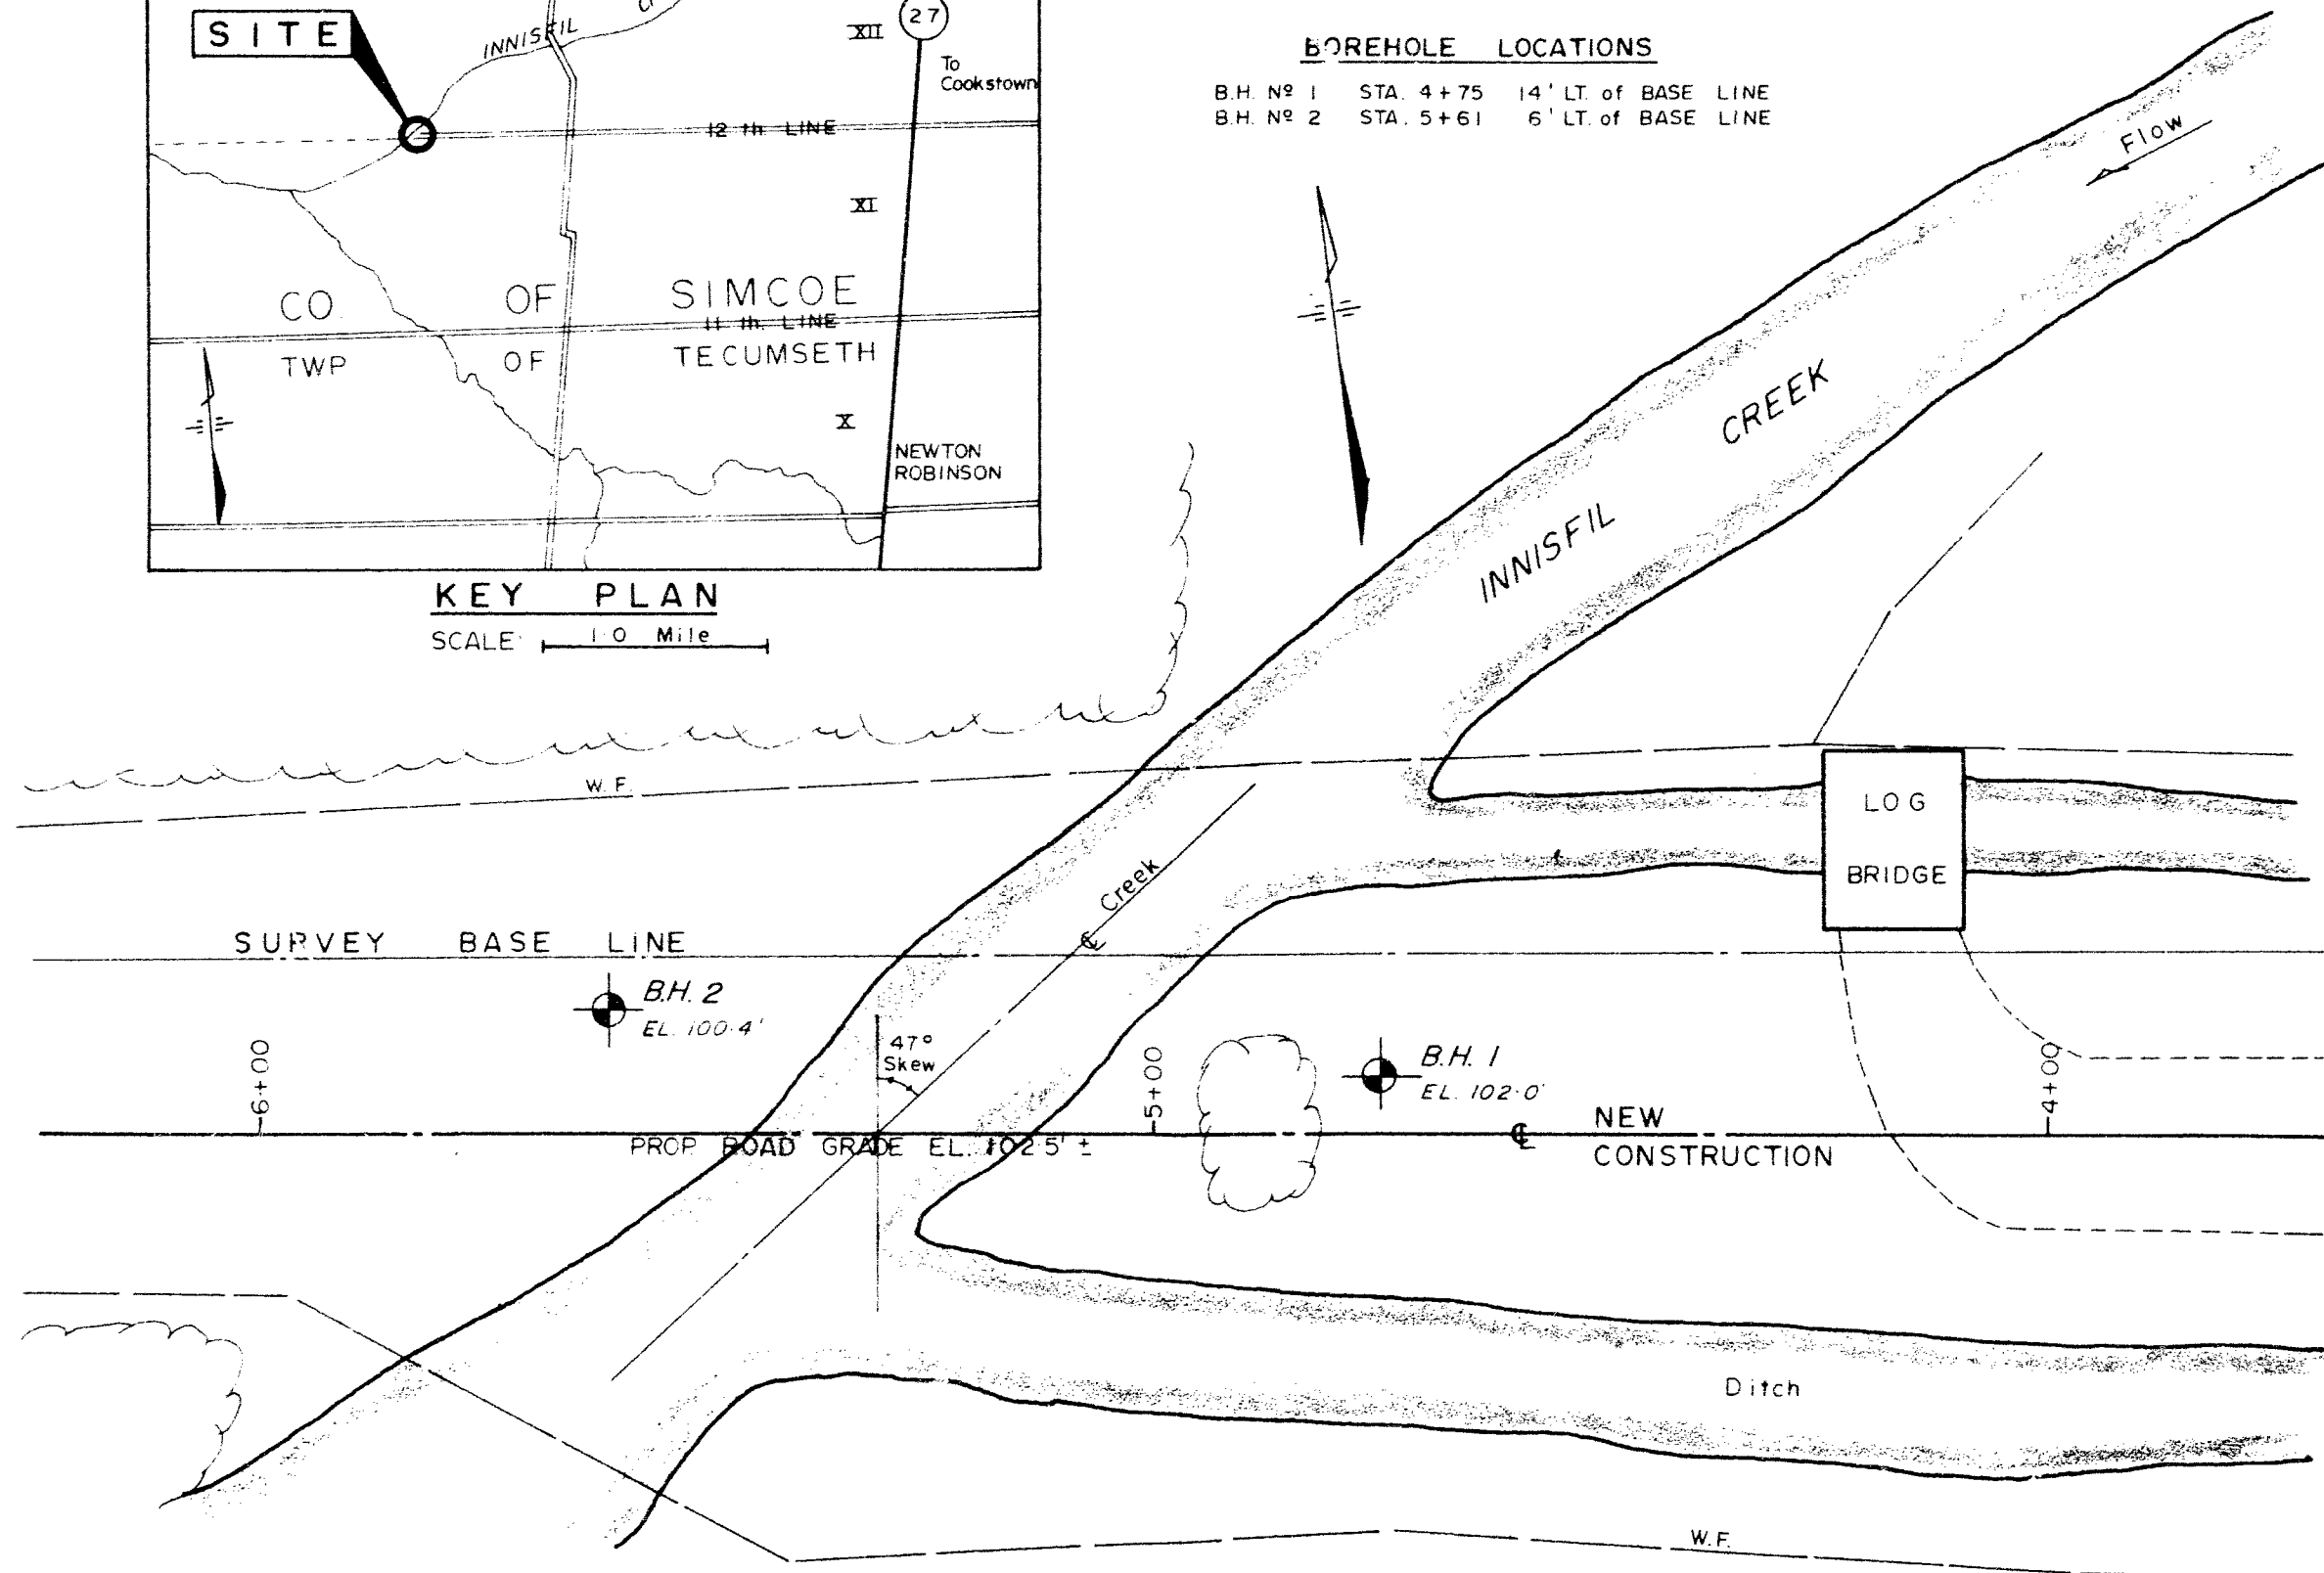 SITE
INNISFIL
XII
27
To
Cookstown
12 th LINE
XI
CO. OF SIMCOE
11 th. LINE
TWP OF TECUMSETH
X
NEWTON
ROBINSON
KEY PLAN
SCALE 1.0 Mile
BOREHOLE LOCATIONS
B.H. Nº 1 STA. 4+75 14' LT. of BASE LINE
B.H. Nº 2 STA. 5+61 6' LT. of BASE LINE
Flow
INNISFIL CREEK
W.F.
LOG
BRIDGE
Creek
℄
SURVEY BASE LINE
B.H. 2
EL. 100.4'
47°
Skew
6+00
5+00
B.H. 1
EL. 102.0'
4+00
PROP. ROAD GRADE EL. 102.5' ±
℄ NEW
CONSTRUCTION
Ditch
W.F.